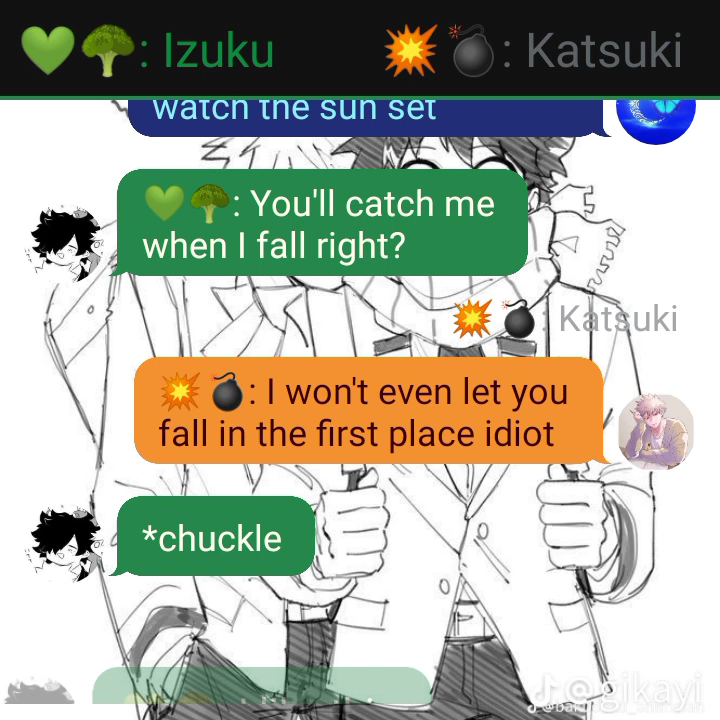 💚🥦: Izuku
💥💣: Katsuki
watch the sun set
💚🥦: You'll catch me
when I fall right?
💥💣: Katsuki
💥💣: I won't even let you
fall in the first place idiot
*chuckle
@gikayi